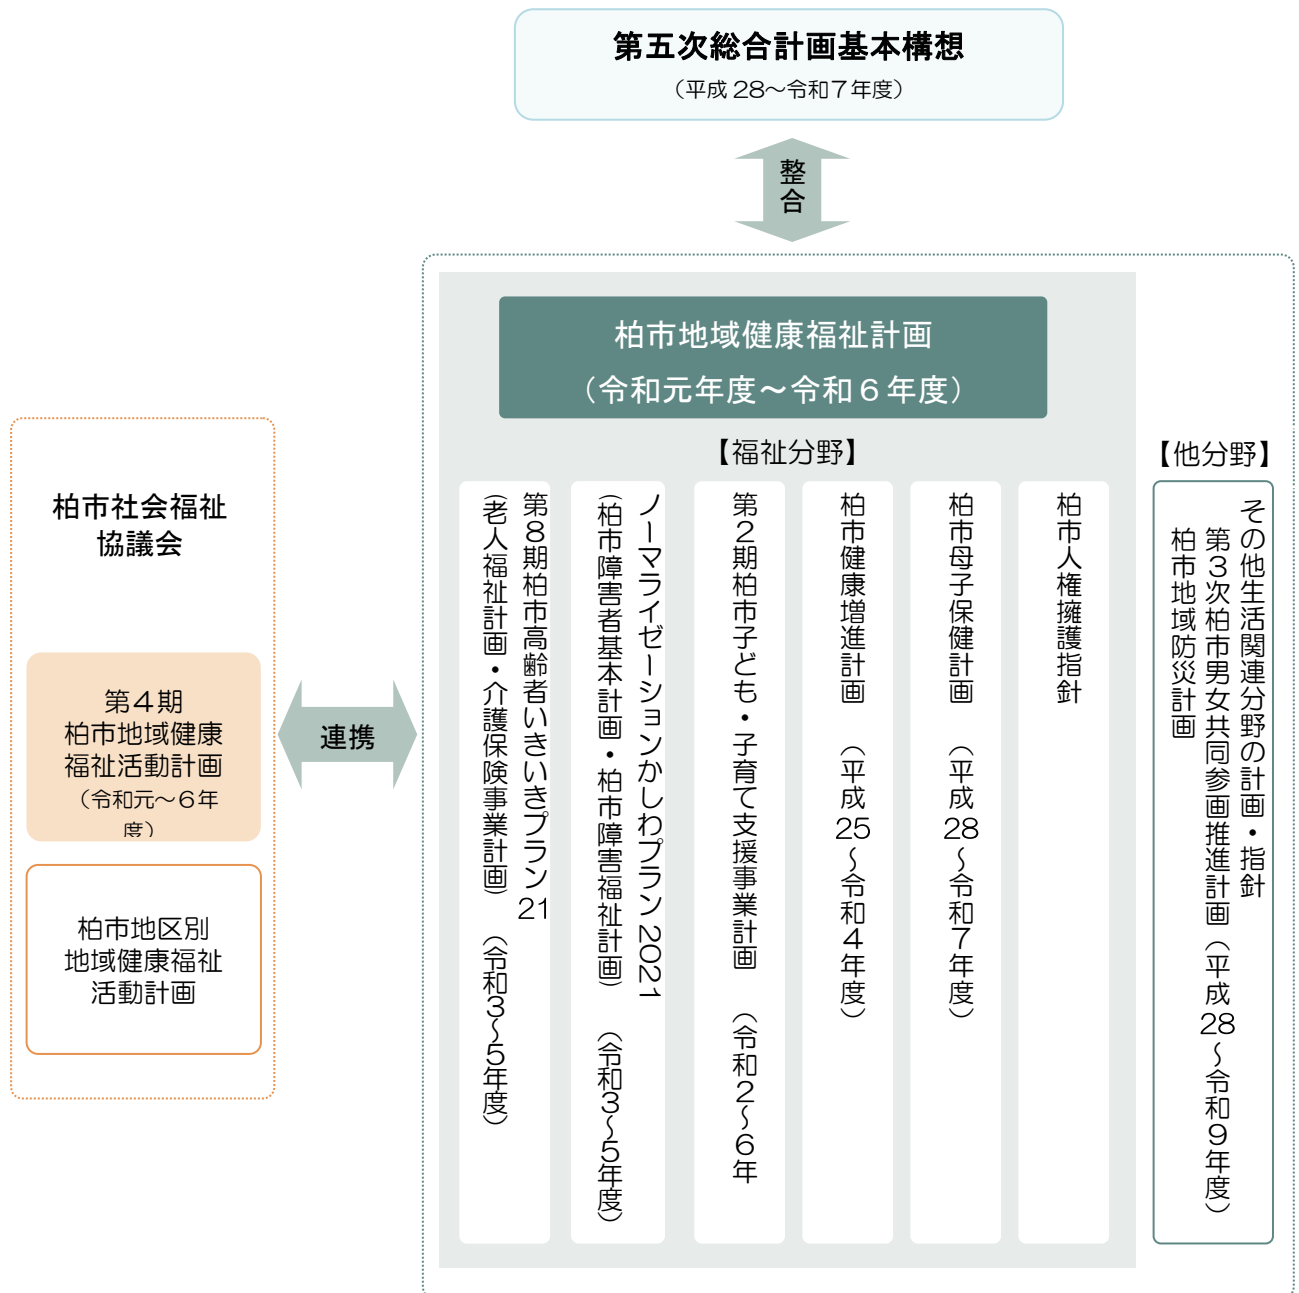 第五次総合計画基本構想
（平成28～令和7年度）
整合
柏市地域健康福祉計画
（令和元年度～令和６年度）
【福祉分野】
【他分野】
柏市社会福祉
協議会
第４期
柏市地域健康
福祉活動計画
（令和元～６年
度）
柏市地区別
地域健康福祉
活動計画
連携
第８期柏市高齢者いきいきプラン21
（老人福祉計画・介護保険事業計画）（令和３～５年度）
ノーマライゼーションかしわプラン2021
（柏市障害者基本計画・柏市障害福祉計画）（令和３～５年度）
第２期柏市子ども・子育て支援事業計画（令和２～６年
柏市健康増進計画（平成25～令和４年度）
柏市母子保健計画（平成28～令和７年度）
柏市人権擁護指針
その他生活関連分野の計画・指針
第３次柏市男女共同参画推進計画（平成28～令和９年度）
柏市地域防災計画